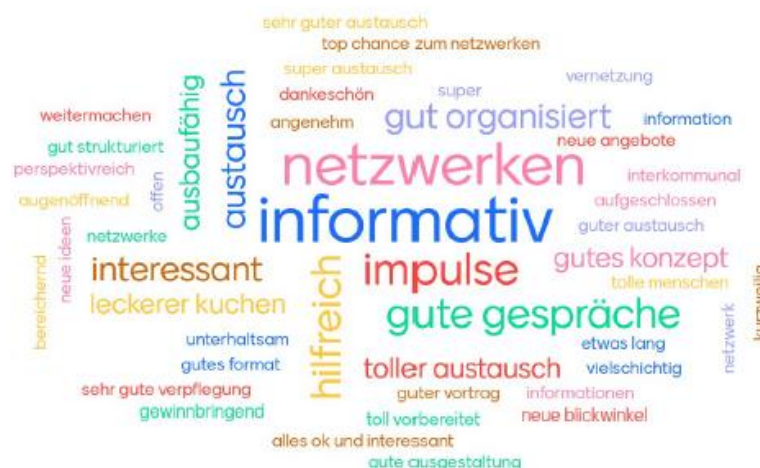 sehr guter austausch
top chance zum netzwerken
super austausch
vernetzung
dankeschön
super
weitermachen
ausbaufähig
austausch
angenehm
gut organisiert
information
gut strukturiert
neue angebote
perspektivreich
netzwerken
interkommunal
augenöffnend
offen
aufgeschlossen
informativ
guter austausch
netzwerke
neue ideen
bereichernd
interessant
impulse
gutes konzept
tolle menschen
leckerer kuchen
hilfreich
gute gespräche
kurzweilig
netzwerk
unterhaltsam
etwas lang
gutes format
toller austausch
vielschichtig
sehr gute verpflegung
guter vortrag
informationen
gewinnbringend
toll vorbereitet
neue blickwinkel
alles ok und interessant
gute ausgestaltung